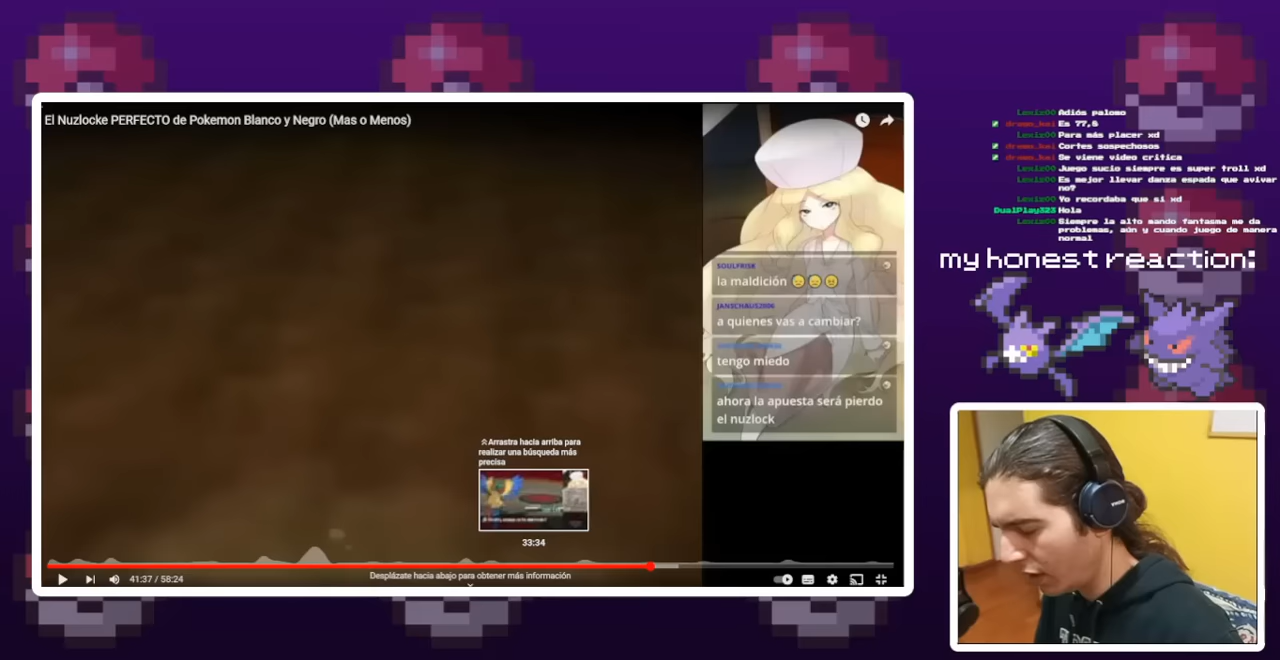 El Nuzlocke PERFECTO de Pokemon Blanco y Negro (Mas o Menos)
SOULFRISK
la maldición 😞😞😞
JANSCHAUS2006
a quienes vas a cambiar?
tengo miedo
ahora la apuesta será pierdo
el nuzlock
Arrastra hacia arriba para
realizar una búsqueda más
precisa
33:34
41:37 / 58:24
Desplázate hacia abajo para obtener más información
Adiós palomo
Es 77,6
Para más placer xd
Cortes sospechosos
Se viene video critica
Juego sucio siempre es super troll xd
Es mejor llevar danza espada que avivar
no?
Yo recordaba que si xd
DualPlay323 Hola
Siempre la alto mando fantasma me da
problemas, aún y cuando juego de manera
normal
my honest reaction: